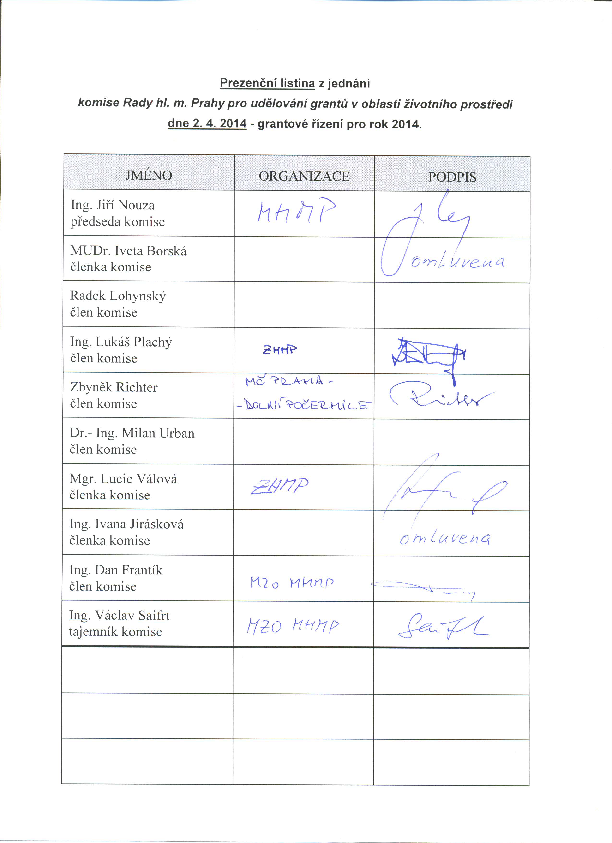 Prezenční listina z jednání
komise Rady hl. m. Prahy pro udělování grantů v oblasti životního prostředí
dne 2. 4. 2014 - grantové řízení pro rok 2014.
JMÉNO ORGANIZACE PODPIS
Ing. Jiří Nouza
předseda komise
MHMP
MUDr. Iveta Borská
členka komise
omluvena
Radek Lohynský
člen komise
Ing. Lukáš Plachý
člen komise
ZHMP
Zbyněk Richter
člen komise
MČ PRAHA -
- DOLNÍ POČERNICE
Richter
Dr.- Ing. Milan Urban
člen komise
Mgr. Lucie Válová
členka komise
ZHMP
Ing. Ivana Jirásková
členka komise
omluvena
Ing. Dan Frantík
člen komise
MZO MHMP
Ing. Václav Saifrt
tajemník komise
MZO MHMP